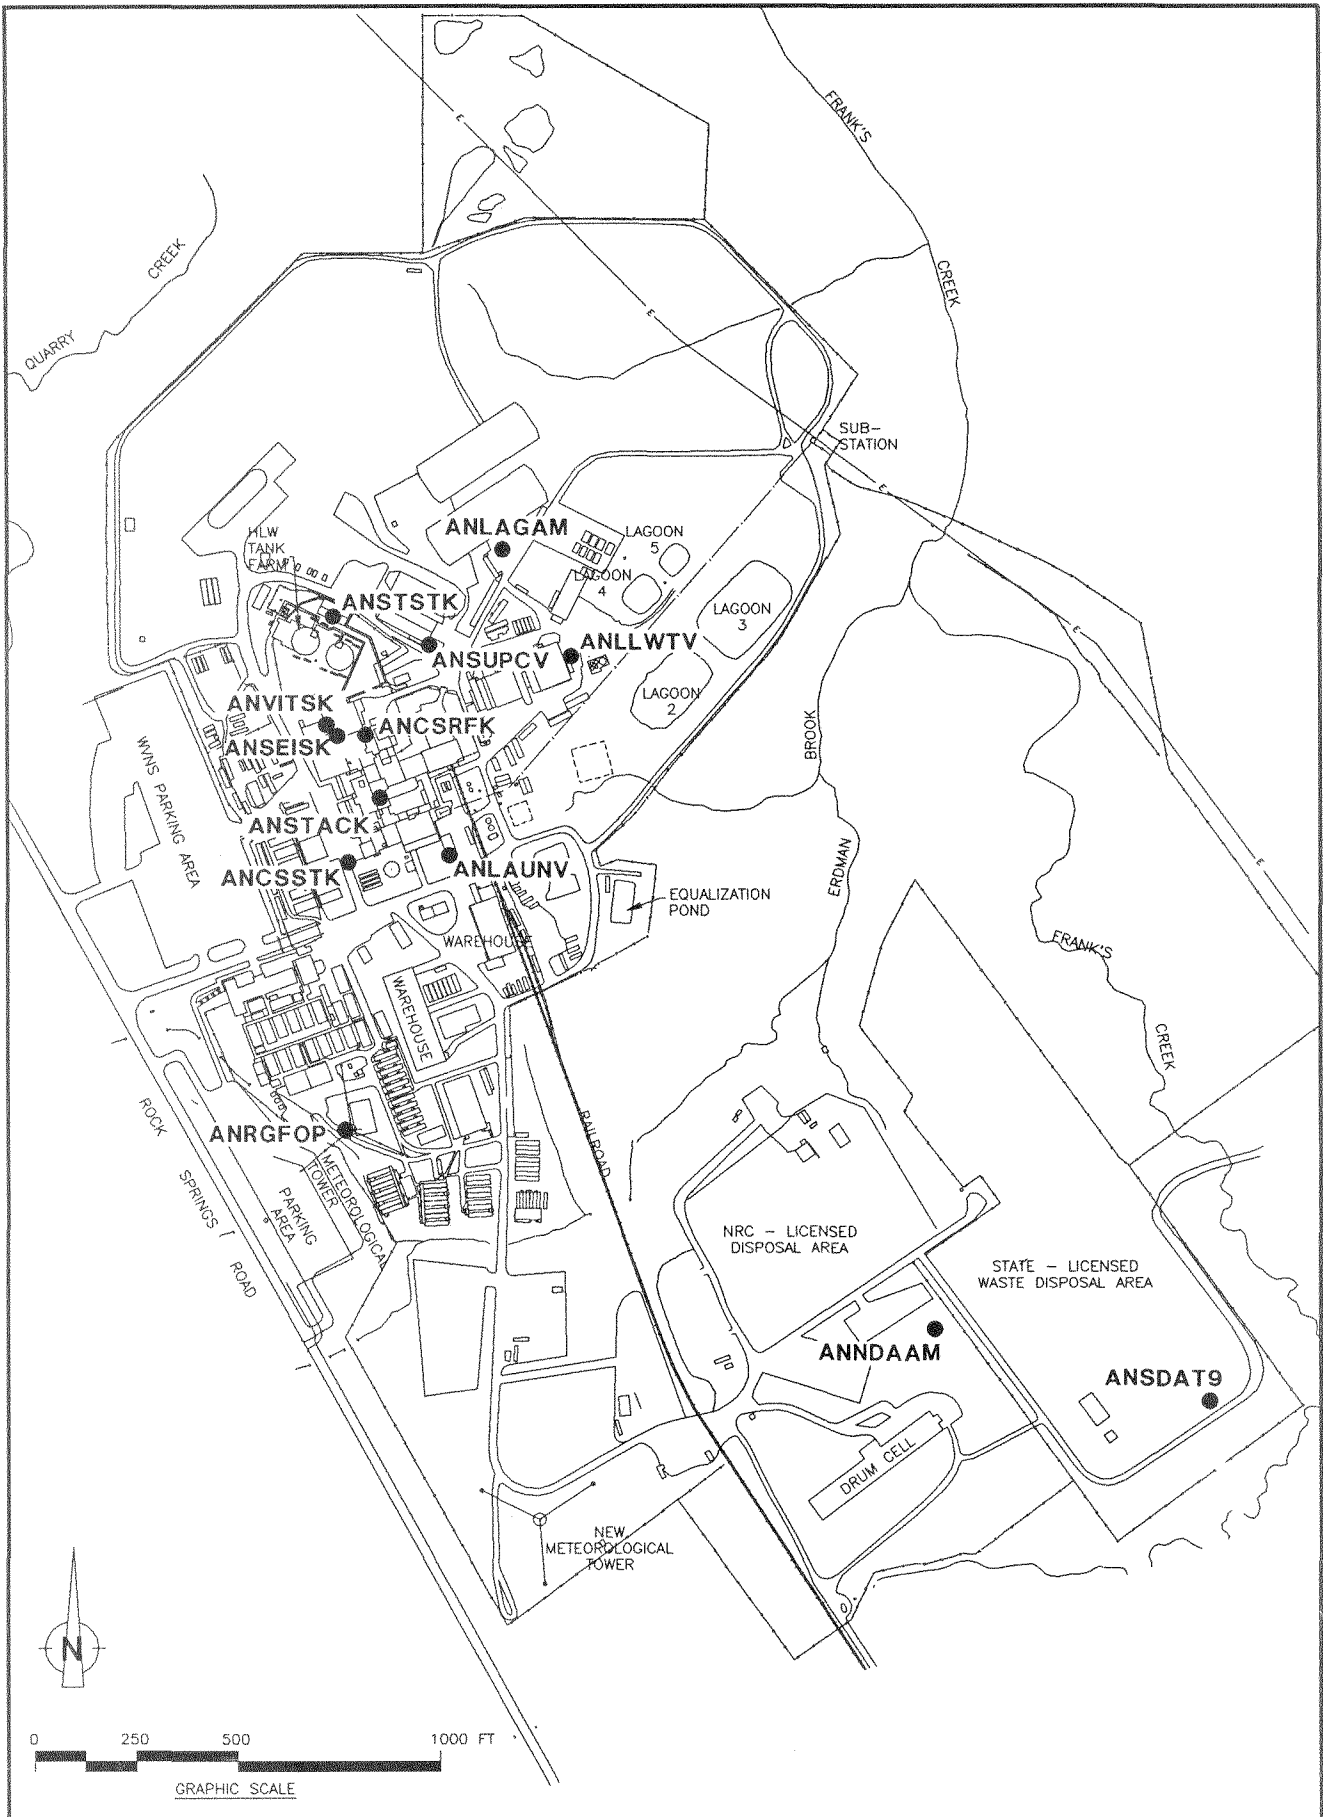 FRANK'S
CREEK
QUARRY
CREEK
E
E
SUB-
STATION
E
HLW
TANK
FARM
ANLAGAM
LAGOON
5
LAGOON
4
LAGOON
3
LAGOON
2
ANSTSTK
ANSUPCV
ANLLWTV
E
ANVITSK
ANSEISK
ANCSRFK
BROOK
ERDMAN
WVNS PARKING AREA
ANSTACK
ANCSSTK
ANLAUNV
E
EQUALIZATION
POND
WAREHOUSE
WAREHOUSE
FRANK'S
CREEK
ROCK
SPRINGS
ROAD
ANRGFOP
METEOROLOGICAL
TOWER
PARKING
AREA
RAILROAD
NRC - LICENSED
DISPOSAL AREA
STATE - LICENSED
WASTE DISPOSAL AREA
ANNDAAM
ANSDAT9
DRUM CELL
NEW
METEOROLOGICAL
TOWER
N
0 250 500 1000 FT
GRAPHIC SCALE